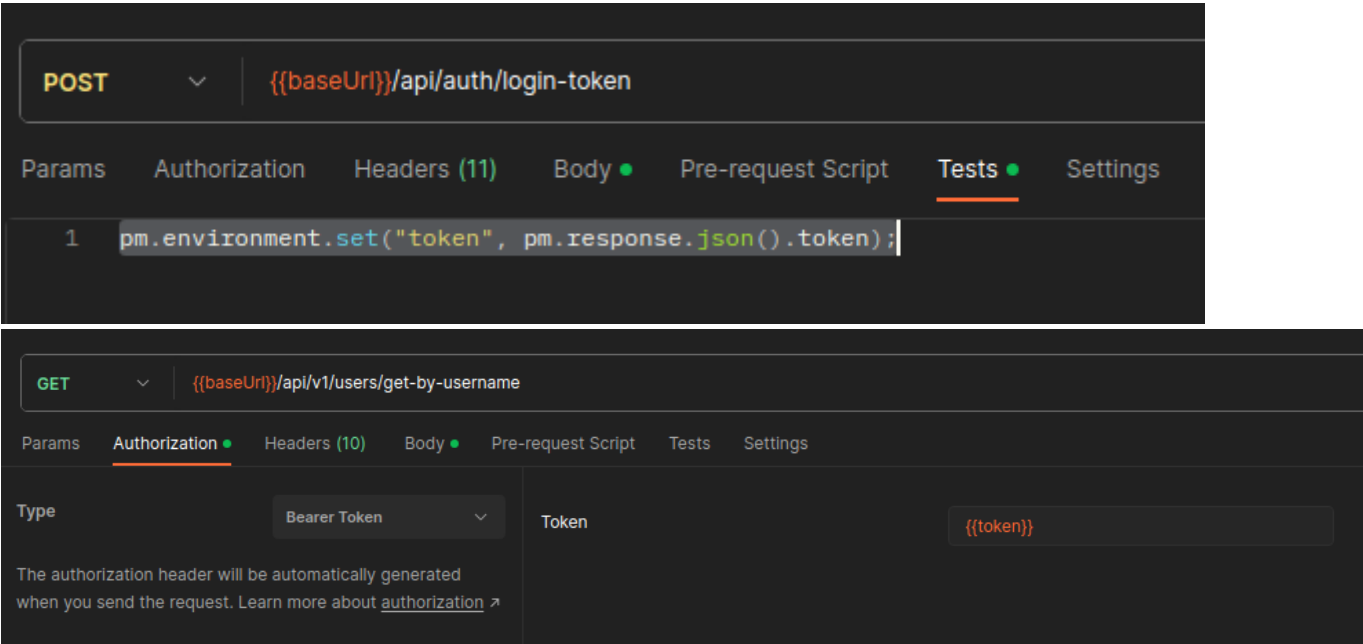 POST {{baseUrl}}/api/auth/login-token
Params Authorization Headers (11) Body Pre-request Script Tests Settings
1 pm.environment.set("token", pm.response.json().token);
GET {{baseUrl}}/api/v1/users/get-by-username
Params Authorization Headers (10) Body Pre-request Script Tests Settings
Type Bearer Token Token {{token}}
The authorization header will be automatically generated
when you send the request. Learn more about authorization ↗